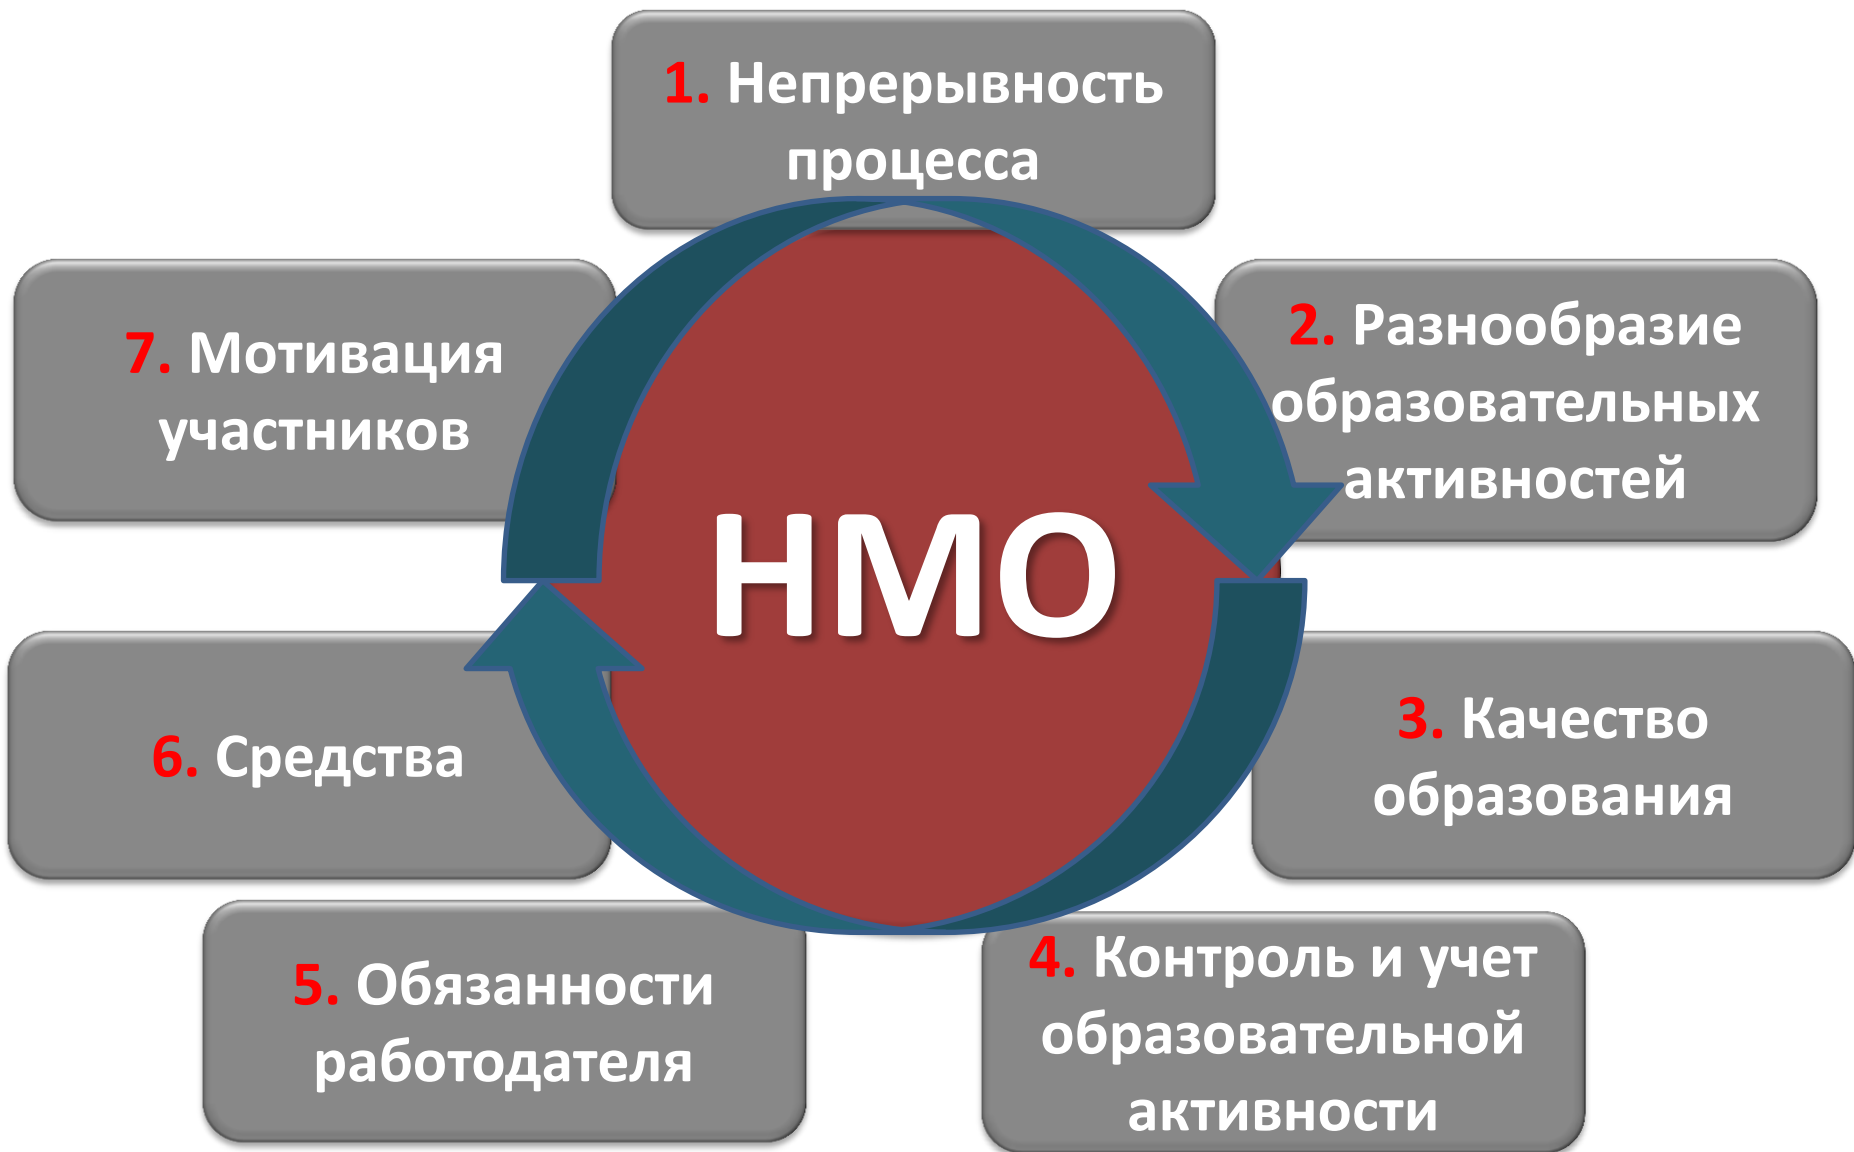 1. Непрерывность
процесса
2. Разнообразие
образовательных
активностей
3. Качество
образования
4. Контроль и учет
образовательной
активности
5. Обязанности
работодателя
6. Средства
7. Мотивация
участников
НМО